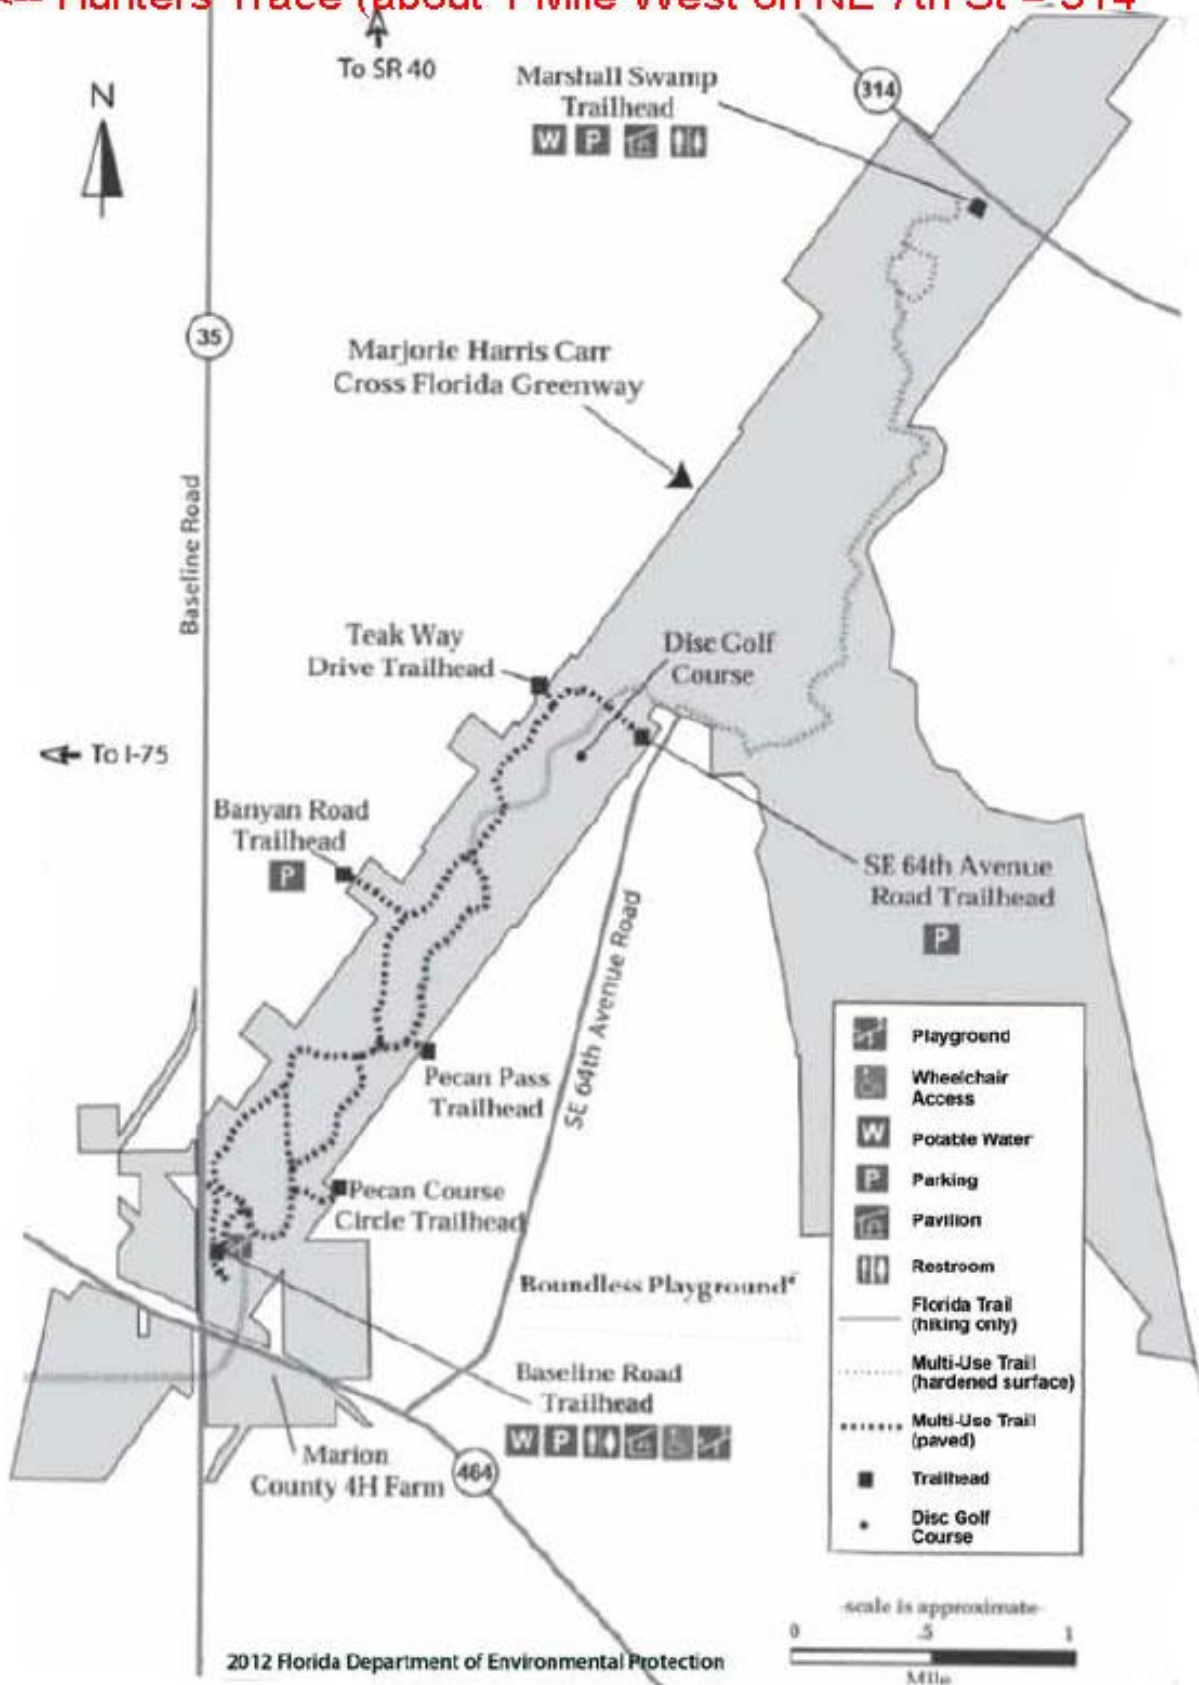 <-- Hunters Trace (about 1 Mile West on NE 7th St - 314
To SR 40
N
Marshall Swamp
Trailhead
W P
314
35
Marjorie Harris Carr
Cross Florida Greenway
Baseline Road
Teak Way
Drive Trailhead
Disc Golf
Course
To I-75
Banyan Road
Trailhead
P
SE 64th Avenue
Road Trailhead
P
SE 64th Avenue Road
Pecan Pass
Trailhead
Pecan Course
Circle Trailhead
Boundless Playground
Baseline Road
Trailhead
W P
Marion
County 4H Farm
464
Playground
Wheelchair
Access
W Potable Water
P Parking
Pavilion
Restroom
Florida Trail
(hiking only)
Multi-Use Trail
(hardened surface)
Multi-Use Trail
(paved)
Trailhead
Disc Golf
Course
-scale is approximate-
0 .5 1
Mile
2012 Florida Department of Environmental Protection